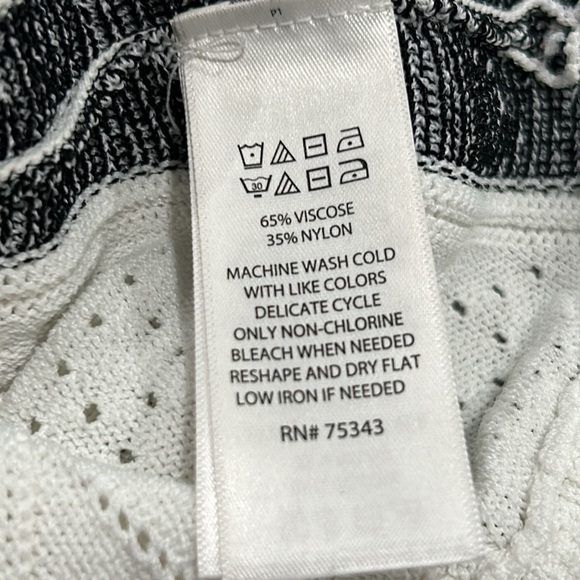 P1
30
65% VISCOSE
35% NYLON
MACHINE WASH COLD
WITH LIKE COLORS
DELICATE CYCLE
ONLY NON-CHLORINE
BLEACH WHEN NEEDED
RESHAPE AND DRY FLAT
LOW IRON IF NEEDED
RN# 75343